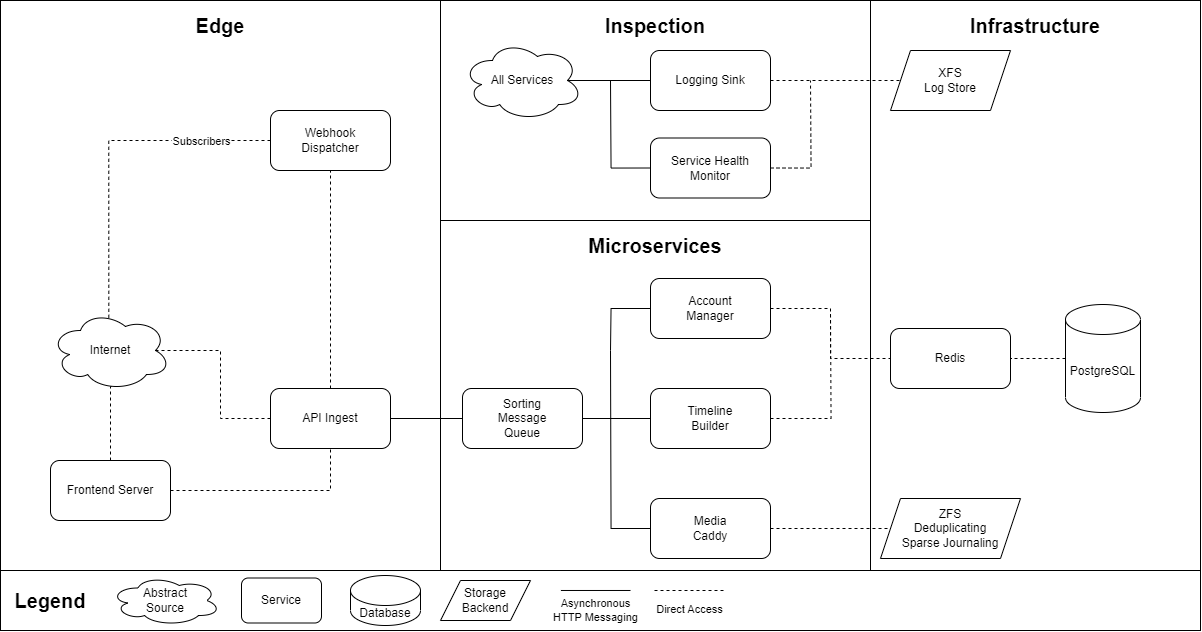 Edge
Subscribers
Webhook
Dispatcher
Internet
API Ingest
Frontend Server
Inspection
All Services
Logging Sink
Service Health
Monitor
Microservices
Sorting
Message
Queue
Account
Manager
Timeline
Builder
Media
Caddy
Infrastructure
XFS
Log Store
Redis
PostgreSQL
ZFS
Deduplicating
Sparse Journaling
Legend
Abstract
Source
Service
Database
Storage
Backend
Asynchronous
HTTP Messaging
Direct Access